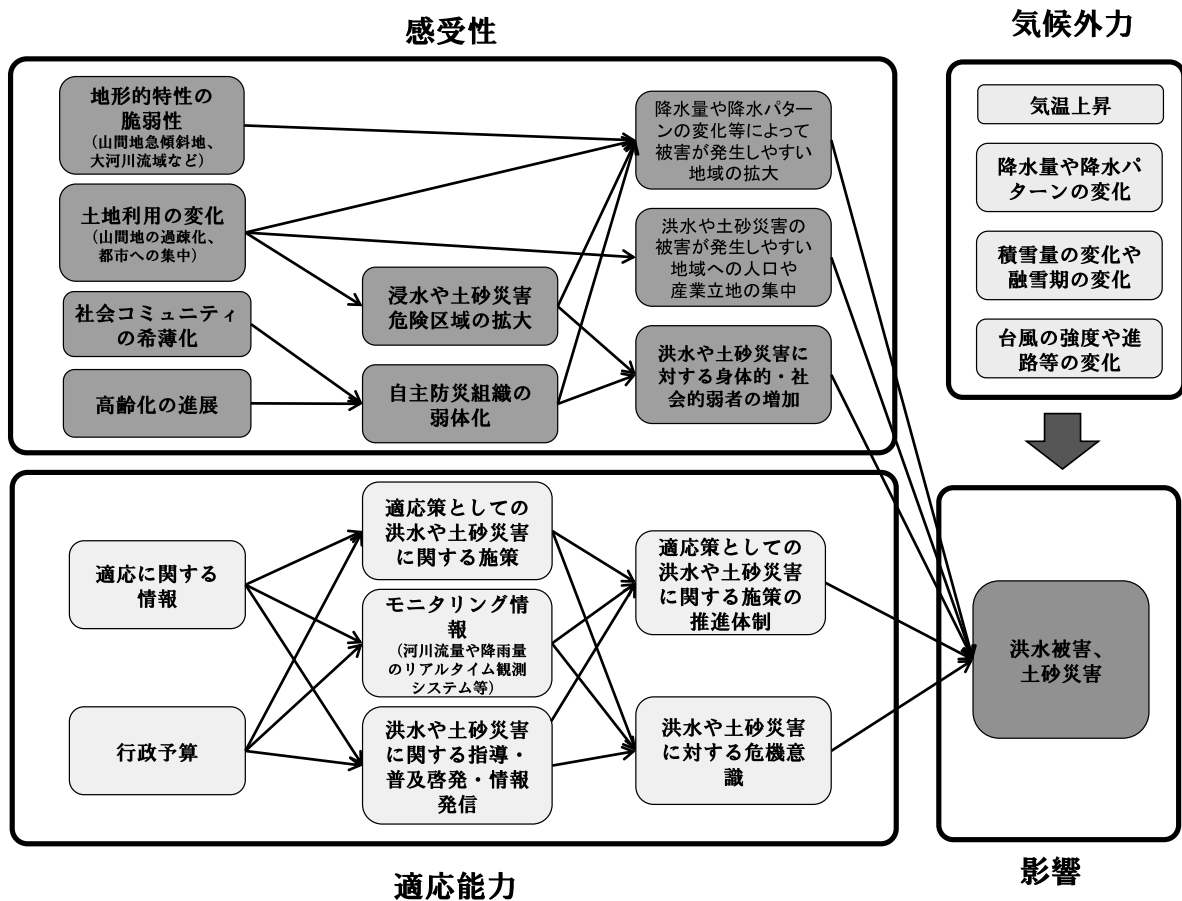 感受性
地形的特性の
脆弱性
（山間地急傾斜地、
大河川流域など）
土地利用の変化
（山間地の過疎化、
都市への集中）
社会コミュニティ
の希薄化
高齢化の進展
浸水や土砂災害
危険区域の拡大
自主防災組織の
弱体化
降水量や降水パター
ンの変化等によって
被害が発生しやすい
地域の拡大
洪水や土砂災害の
被害が発生しやすい
地域への人口や
産業立地の集中
洪水や土砂災害に
対する身体的・社
会的弱者の増加
気候外力
気温上昇
降水量や降水パ
ターンの変化
積雪量の変化や
融雪期の変化
台風の強度や進
路等の変化
適応に関する
情報
行政予算
適応策としての
洪水や土砂災害
に関する施策
モニタリング情
報
（河川流量や降雨量
のリアルタイム観測
システム等）
洪水や土砂災害
に関する指導・
普及啓発・情報
発信
適応策としての
洪水や土砂災害
に関する施策の
推進体制
洪水や土砂災害
に対する危機意
識
適応能力
洪水被害、
土砂災害
影響